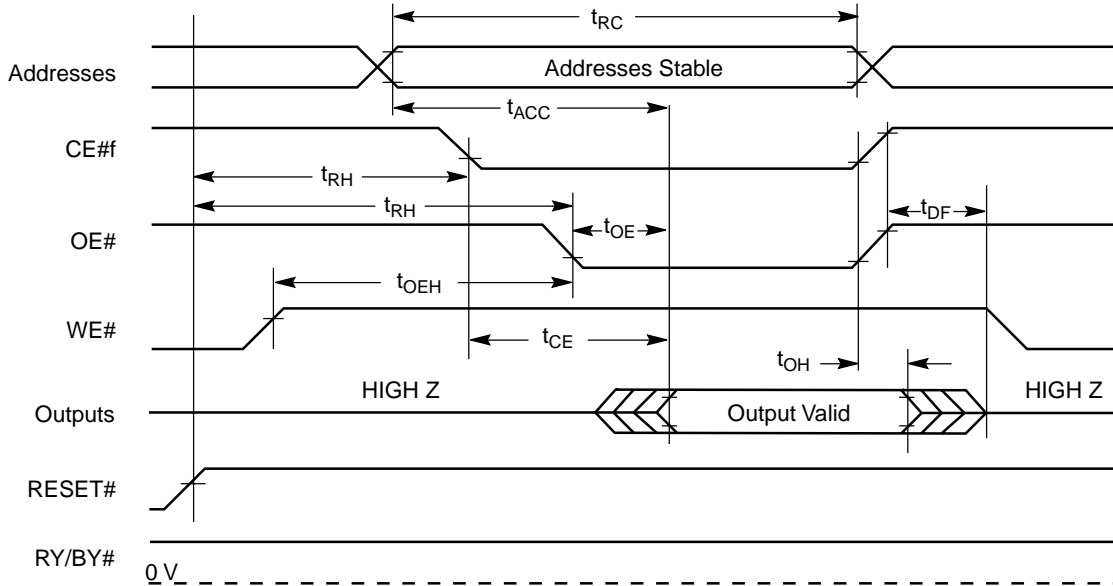 tRC
Addresses
Addresses Stable
tACC
CE#f
tRH
tRH
tDF
OE#
tOE
tOEH
WE#
tCE
tOH
HIGH Z
HIGH Z
Outputs
Output Valid
RESET#
RY/BY#
0 V